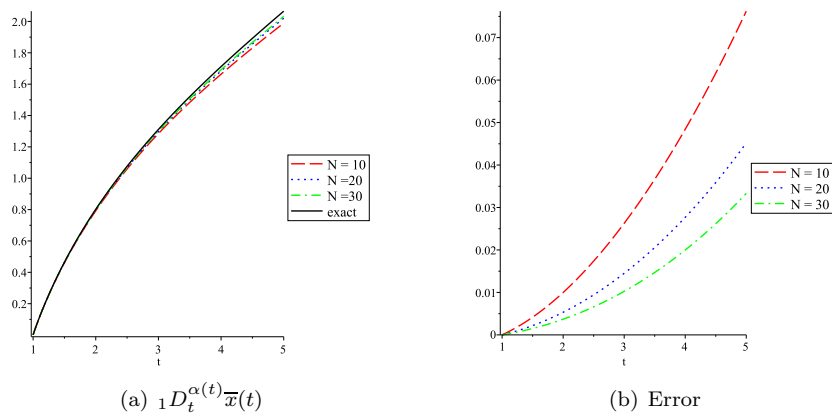 2.0
1.8
1.6
1.4
1.2
1.0
0.8
0.6
0.4
0.2
1 2 3 4 5
t
N = 10
N =20
N = 30
exact
(a) ₁D_t^{α(t)} x̅(t)
0.07
0.06
0.05
0.04
0.03
0.02
0.01
0
1 2 3 4 5
t
N = 10
N = 20
N = 30
(b) Error